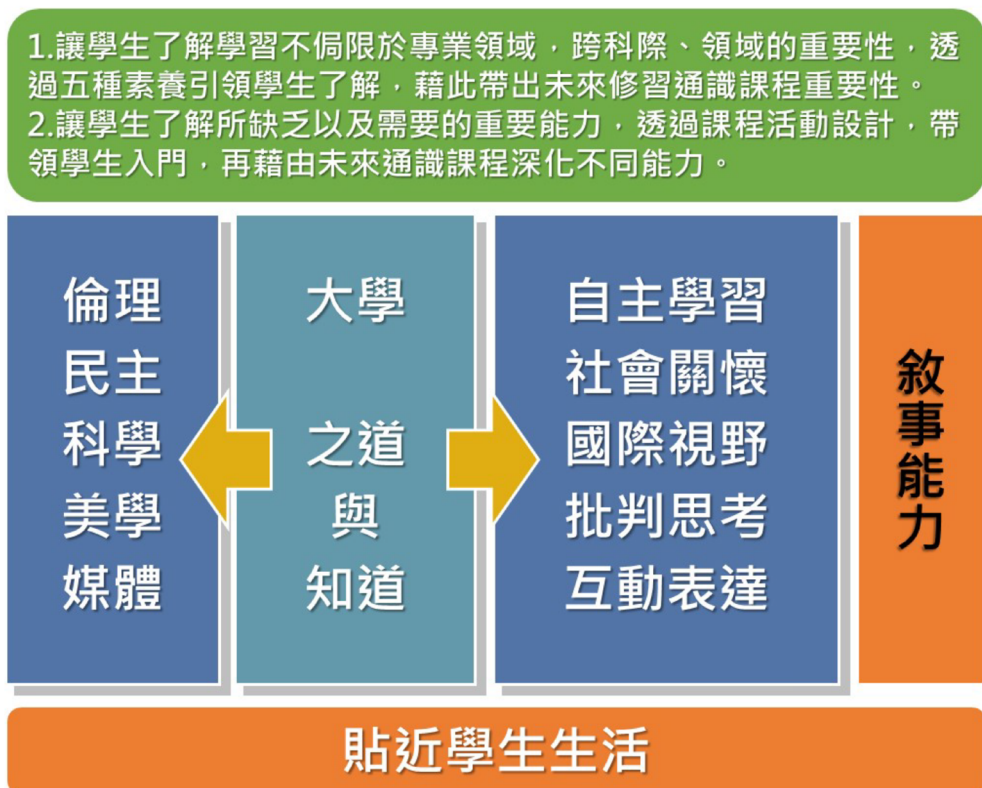 1.讓學生了解學習不侷限於專業領域，跨科際、領域的重要性，透
過五種素養引領學生了解，藉此帶出未來修習通識課程重要性。
2.讓學生了解所缺乏以及需要的重要能力，透過課程活動設計，帶
領學生入門，再藉由未來通識課程深化不同能力。
倫理
民主
科學
美學
媒體
大學
之道
與
知道
自主學習
社會關懷
國際視野
批判思考
互動表達
敘事能力
貼近學生生活